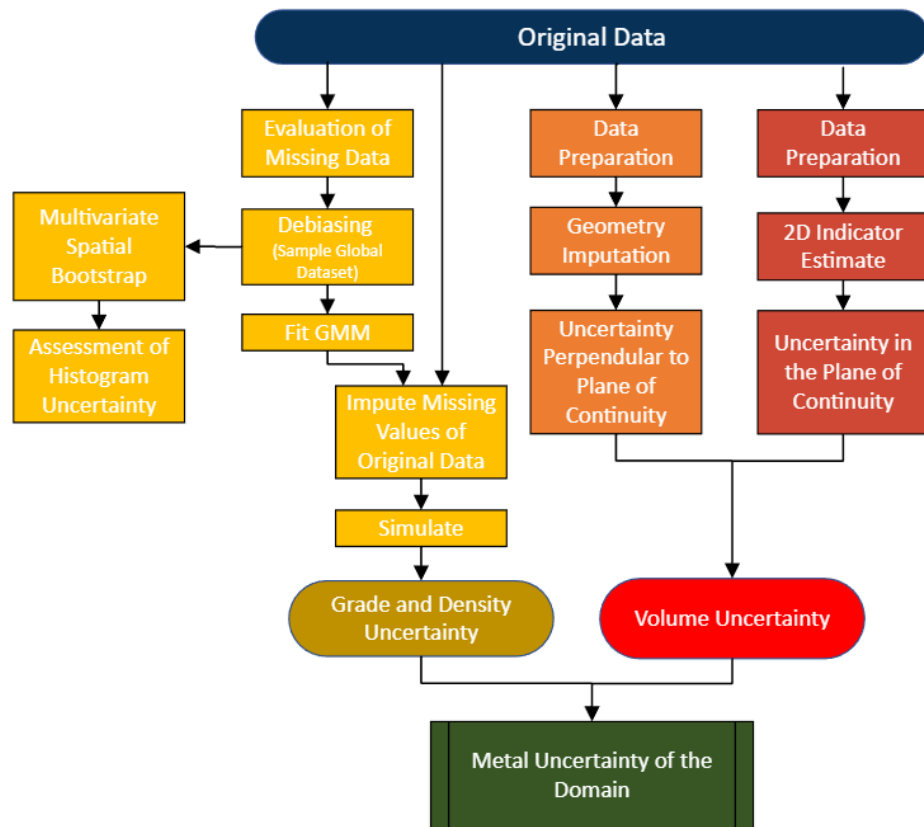 Original Data
Evaluation of
Missing Data
Data
Preparation
Data
Preparation
Multivariate
Spatial
Bootstrap
Debiasing
(Sample Global
Dataset)
Geometry
Imputation
2D Indicator
Estimate
Fit GMM
Assessment of
Histogram
Uncertainty
Uncertainty
Perpendular to
Plane of
Continuity
Uncertainty in
the Plane of
Continuity
Impute Missing
Values of
Original Data
Simulate
Grade and Density
Uncertainty
Volume Uncertainty
Metal Uncertainty of the
Domain